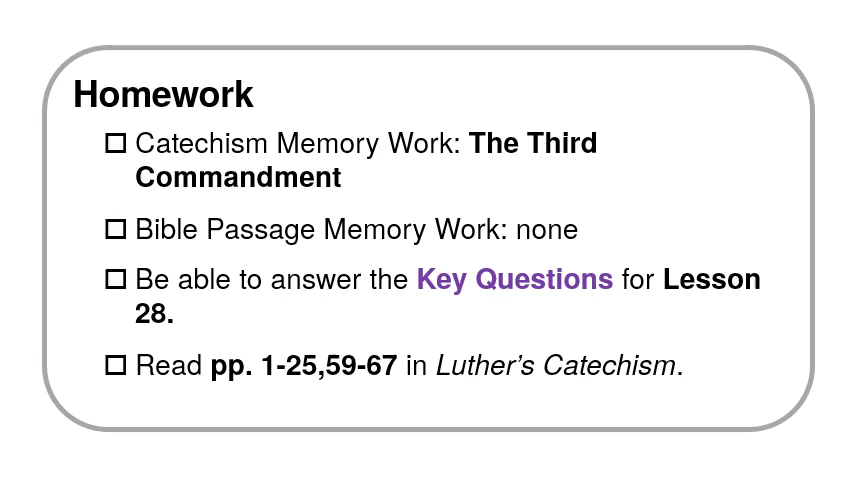 Homework
Catechism Memory Work: The Third
Commandment
Bible Passage Memory Work: none
Be able to answer the Key Questions for Lesson
28.
Read pp. 1-25,59-67 in Luther’s Catechism.